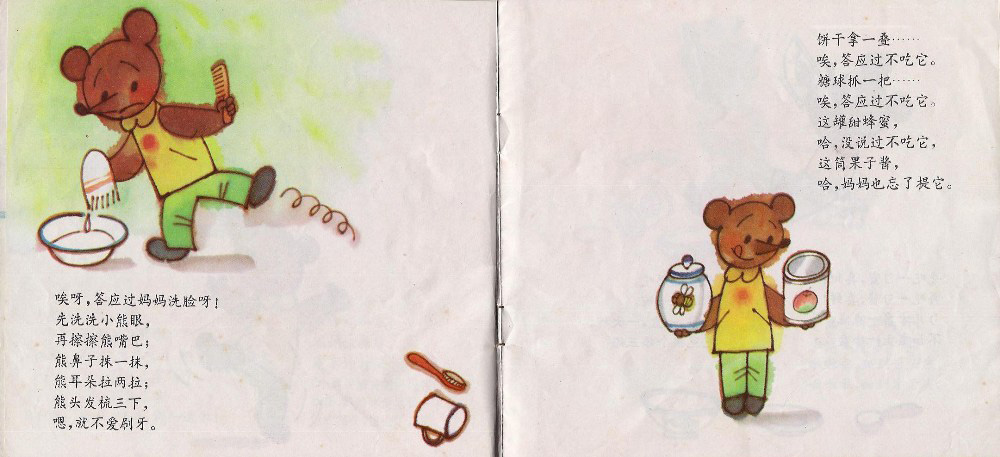 唉呀,答应过妈妈洗脸呀!
先洗洗小熊眼,
再擦擦熊嘴巴;
熊鼻子抹一抹,
熊耳朵拉两拉;
熊头发梳三下,
嗯,就不爱刷牙。
饼干拿一叠……
唉,答应过不吃它。
糖球抓一把……
唉,答应过不吃它。
这罐甜蜂蜜,
哈,没说过不吃它,
这筒果子酱,
哈,妈妈也忘了提它。